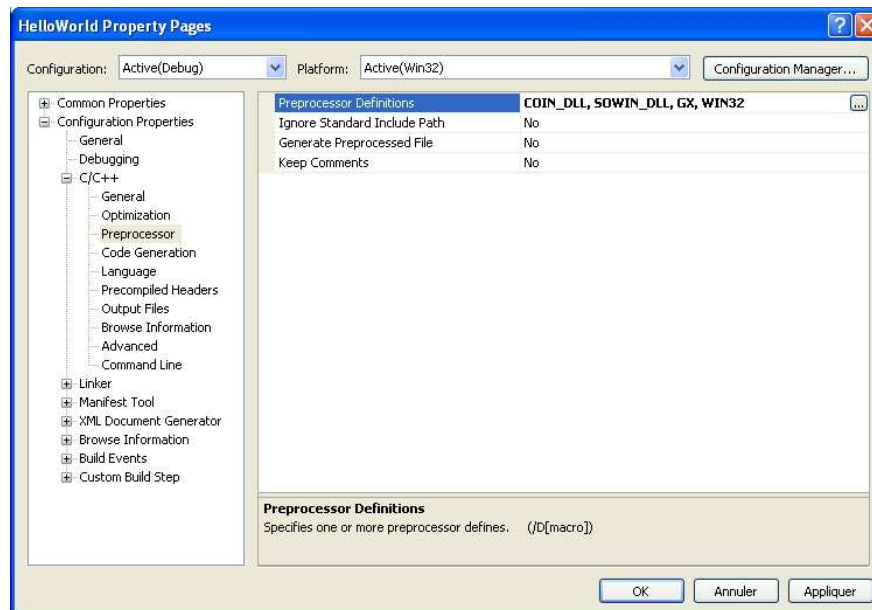 HelloWorld Property Pages
Configuration: Active(Debug) Platform: Active(Win32) Configuration Manager...
Common Properties
Configuration Properties
General
Debugging
C/C++
General
Optimization
Preprocessor
Code Generation
Language
Precompiled Headers
Output Files
Browse Information
Advanced
Command Line
Linker
Manifest Tool
XML Document Generator
Browse Information
Build Events
Custom Build Step
Preprocessor Definitions COIN_DLL, SOWIN_DLL, GX, WIN32 ...
Ignore Standard Include Path No
Generate Preprocessed File No
Keep Comments No
Preprocessor Definitions
Specifies one or more preprocessor defines. (/D[macro])
OK Annuler Appliquer